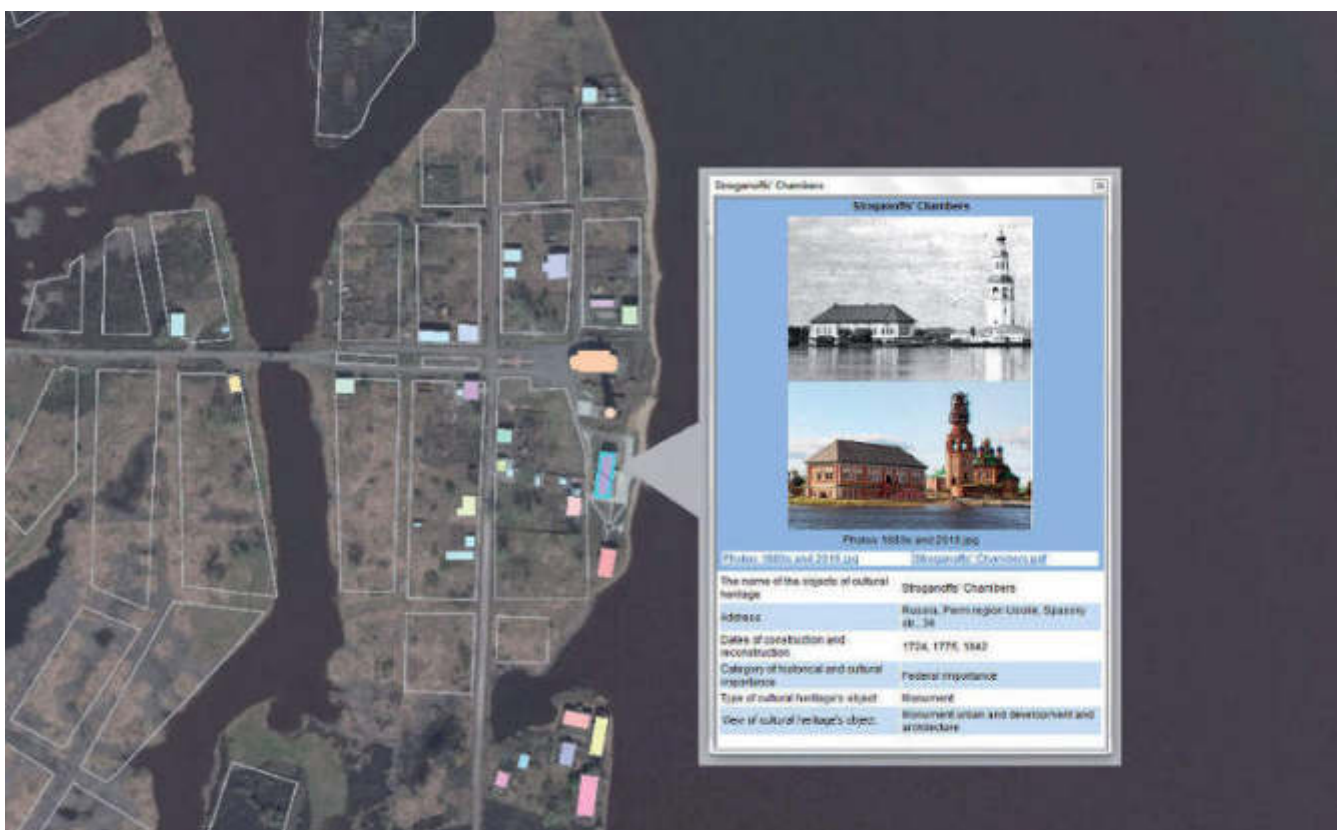 Stroganoffs' Chambers
Stroganoffs' Chambers
Photos 1880s and 2015.jpg
Photos 1880s and 2015.jpg Stroganoffs' Chambers.pdf
The name of the objects of cultural
heritage
Stroganoffs' Chambers
Address
Russia, Perm region Usolie, Spassky
str., 34
Dates of construction and
reconstruction
1724, 1775, 1842
Category of historical and cultural
importance
Federal importance
Type of cultural heritage's object
Monument
View of cultural heritage's object
Monument urban and development and
architecture